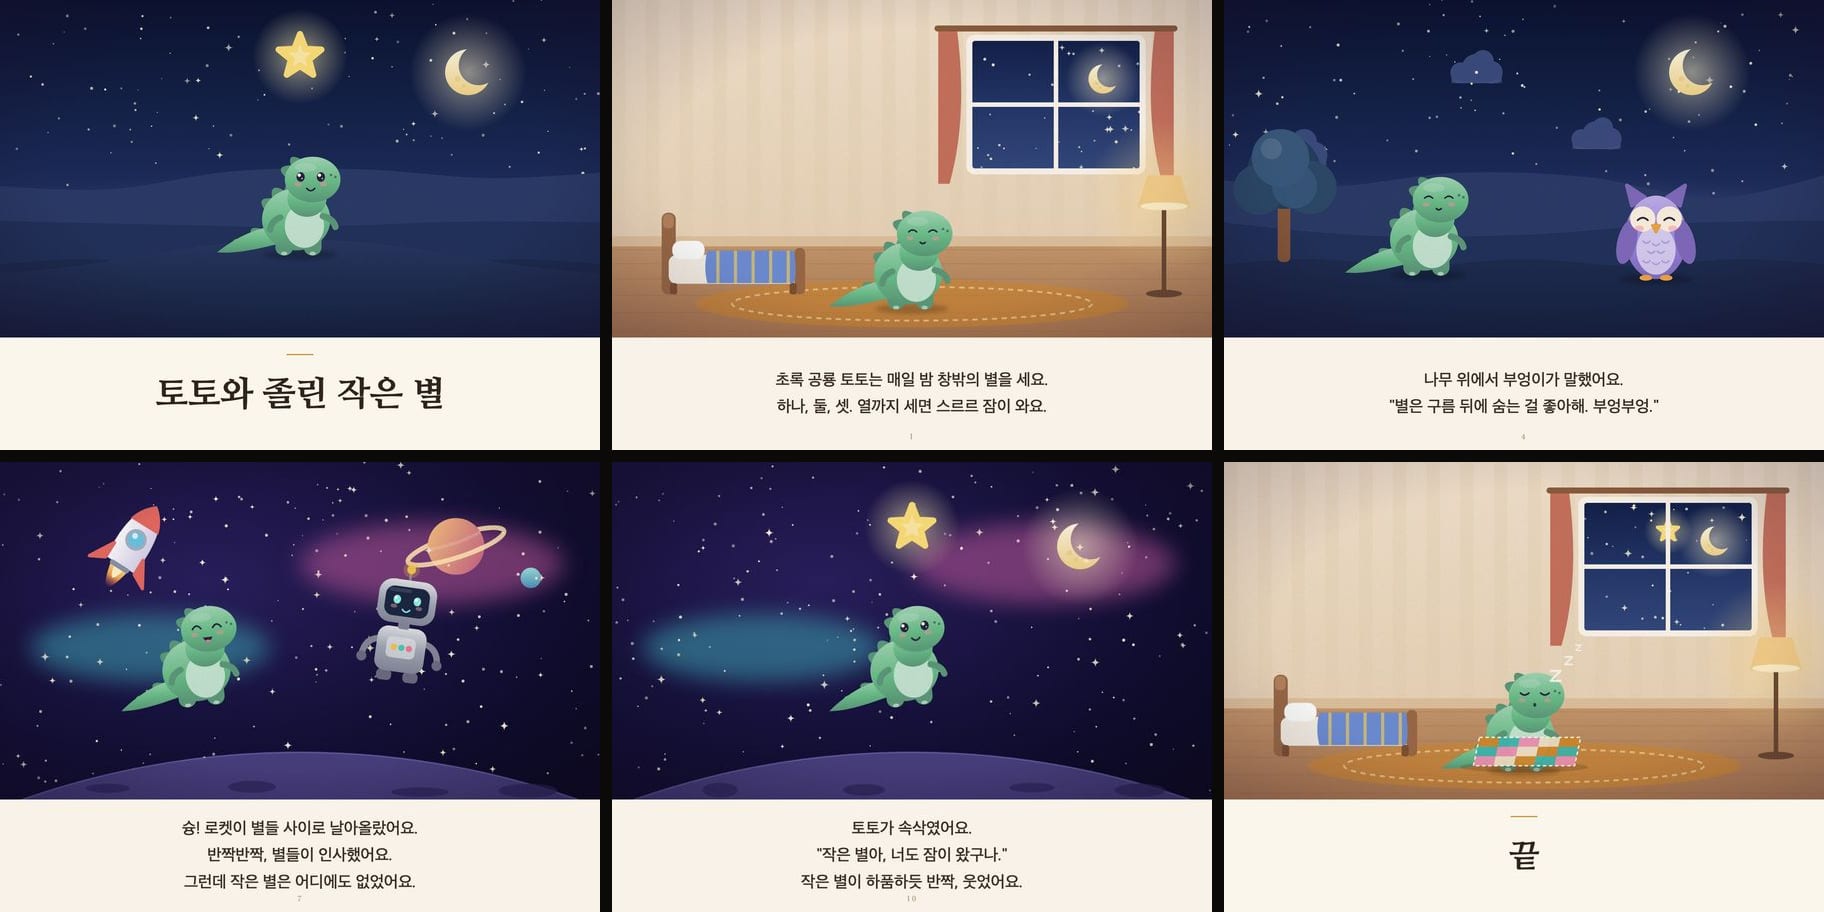 토토와 졸린 작은 별
초록 공룡 토토는 매일 밤 창밖의 별을 세요.
하나, 둘, 셋. 열까지 세면 스르르 잠이 와요.
1
나무 위에서 부엉이가 말했어요.
"별은 구름 뒤에 숨는 걸 좋아해. 부엉부엉."
4
슝! 로켓이 별들 사이로 날아올랐어요.
반짝반짝, 별들이 인사했어요.
그런데 작은 별은 어디에도 없었어요.
7
토토가 속삭였어요.
"작은 별아, 너도 잠이 왔구나."
작은 별이 하품하듯 반짝, 웃었어요.
10
z
z
z
끝